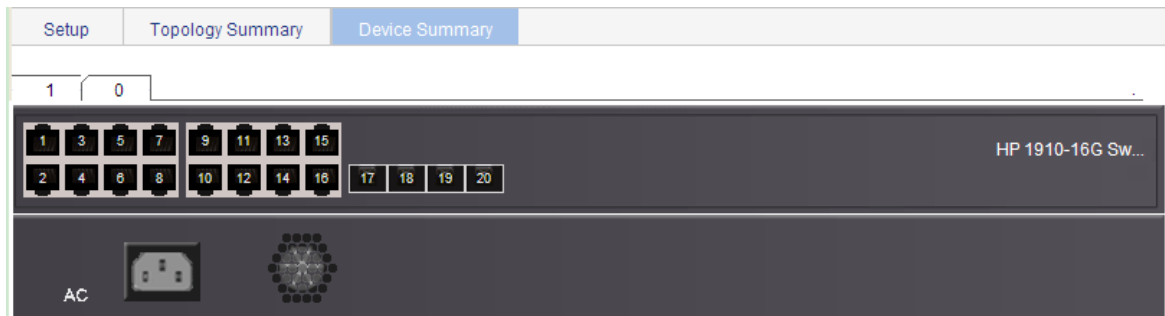 Setup Topology Summary Device Summary
1 0
1 3 5 7 9 11 13 15
HP 1910-16G Sw...
2 4 6 8 10 12 14 16 17 18 19 20
AC